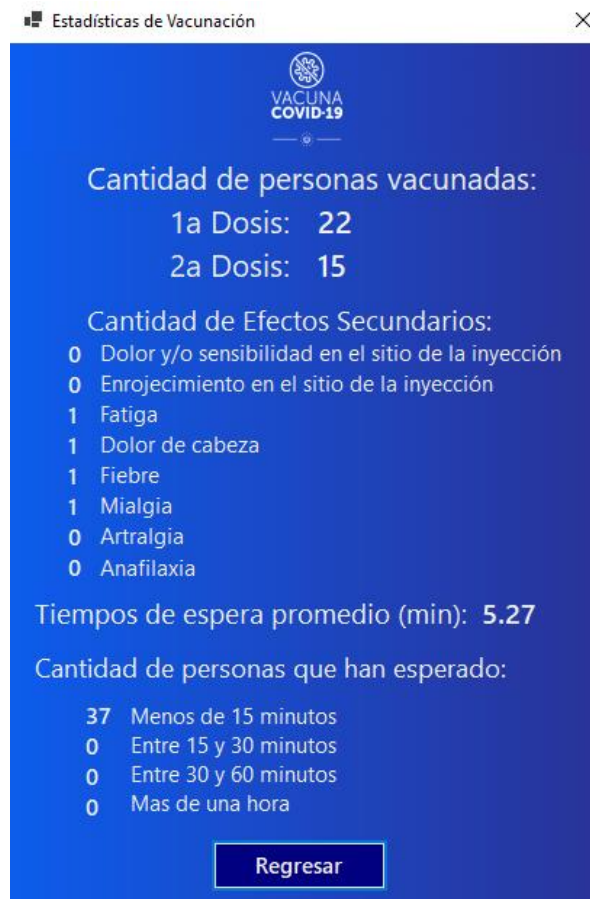 Estadísticas de Vacunación
VACUNA
COVID-19
Cantidad de personas vacunadas:
1a Dosis: 22
2a Dosis: 15
Cantidad de Efectos Secundarios:
0 Dolor y/o sensibilidad en el sitio de la inyección
0 Enrojecimiento en el sitio de la inyección
1 Fatiga
1 Dolor de cabeza
1 Fiebre
1 Mialgia
0 Artralgia
0 Anafilaxia
Tiempos de espera promedio (min): 5.27
Cantidad de personas que han esperado:
37 Menos de 15 minutos
0 Entre 15 y 30 minutos
0 Entre 30 y 60 minutos
0 Mas de una hora
Regresar